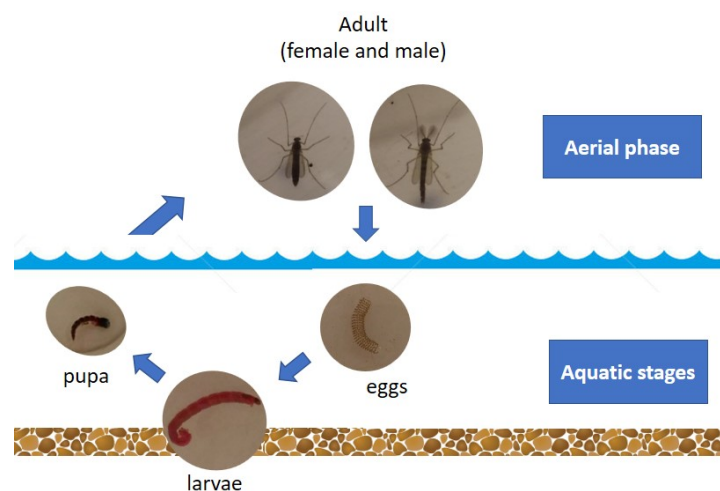 Adult
(female and male)
Aerial phase
pupa
eggs
Aquatic stages
larvae